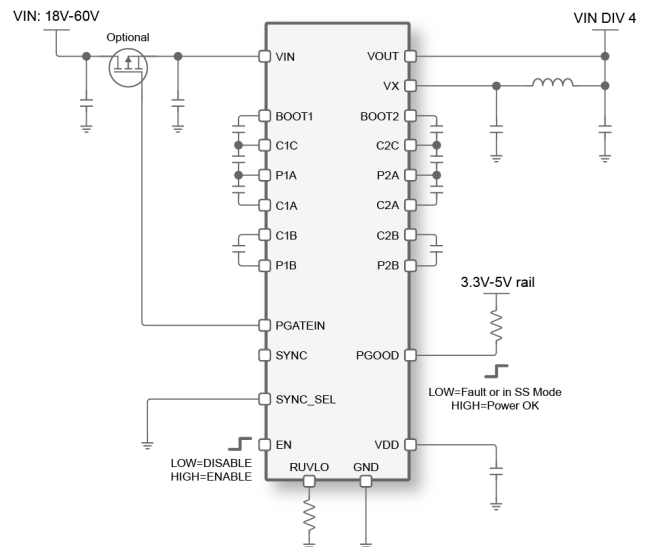 VIN: 18V-60V
VIN DIV 4
Optional
VIN
VOUT
VX
BOOT1
BOOT2
C1C
C2C
P1A
P2A
C1A
C2A
C1B
C2B
P1B
P2B
3.3V-5V rail
PGATEIN
SYNC
PGOOD
LOW=Fault or in SS Mode
HIGH=Power OK
SYNC_SEL
EN
VDD
LOW=DISABLE
HIGH=ENABLE
RUVLO
GND